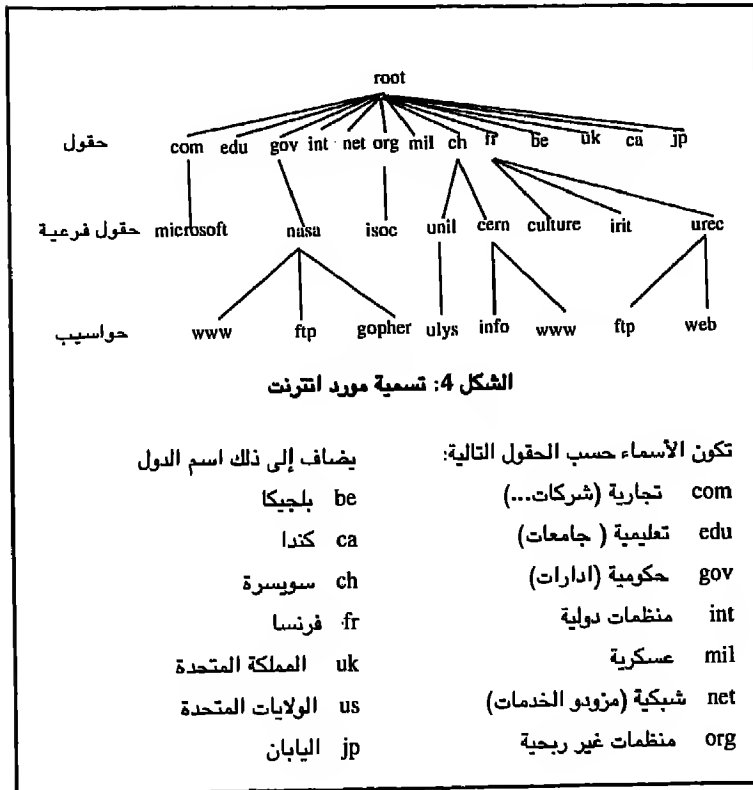 root
حقول com edu gov int net org mil ch fr be uk ca jp
حقول فرعية microsoft nasa isoc unil cern culture irit urec
حواسيب www ftp gopher ulys info www ftp web
الشكل 4: تسمية مورد انترنت
تكون الأسماء حسب الحقول التالية:
com تجارية (شركات...)
edu تعليمية ( جامعات)
gov حكومية (ادارات)
int منظمات دولية
mil عسكرية
net شبكية (مزودو الخدمات)
org منظمات غير ربحية
يضاف إلى ذلك اسم الدول
be بلجيكا
ca كندا
ch سويسرة
fr فرنسا
uk المملكة المتحدة
us الولايات المتحدة
jp اليابان